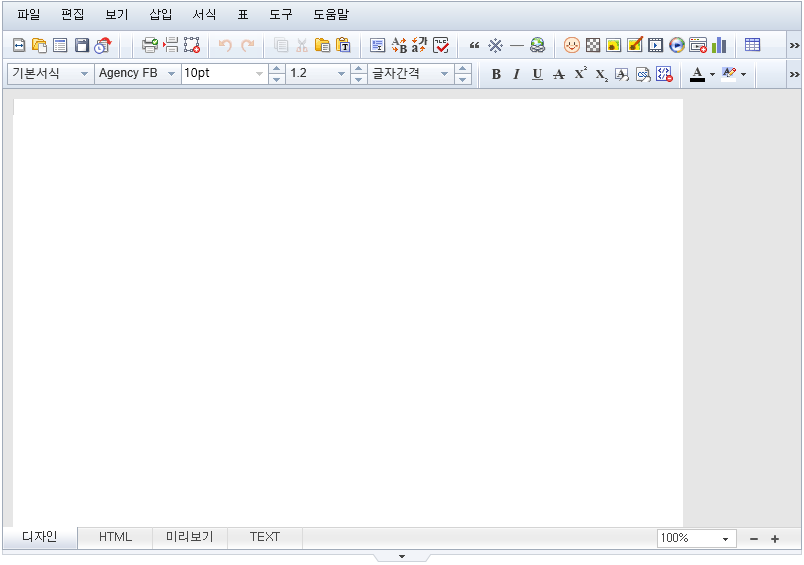 파일 편집 보기 삽입 서식 표 도구 도움말
기본서식 Agency FB 10pt 1.2 글자간격 B I U A X² X₂ A
디자인 HTML 미리보기 TEXT 100%